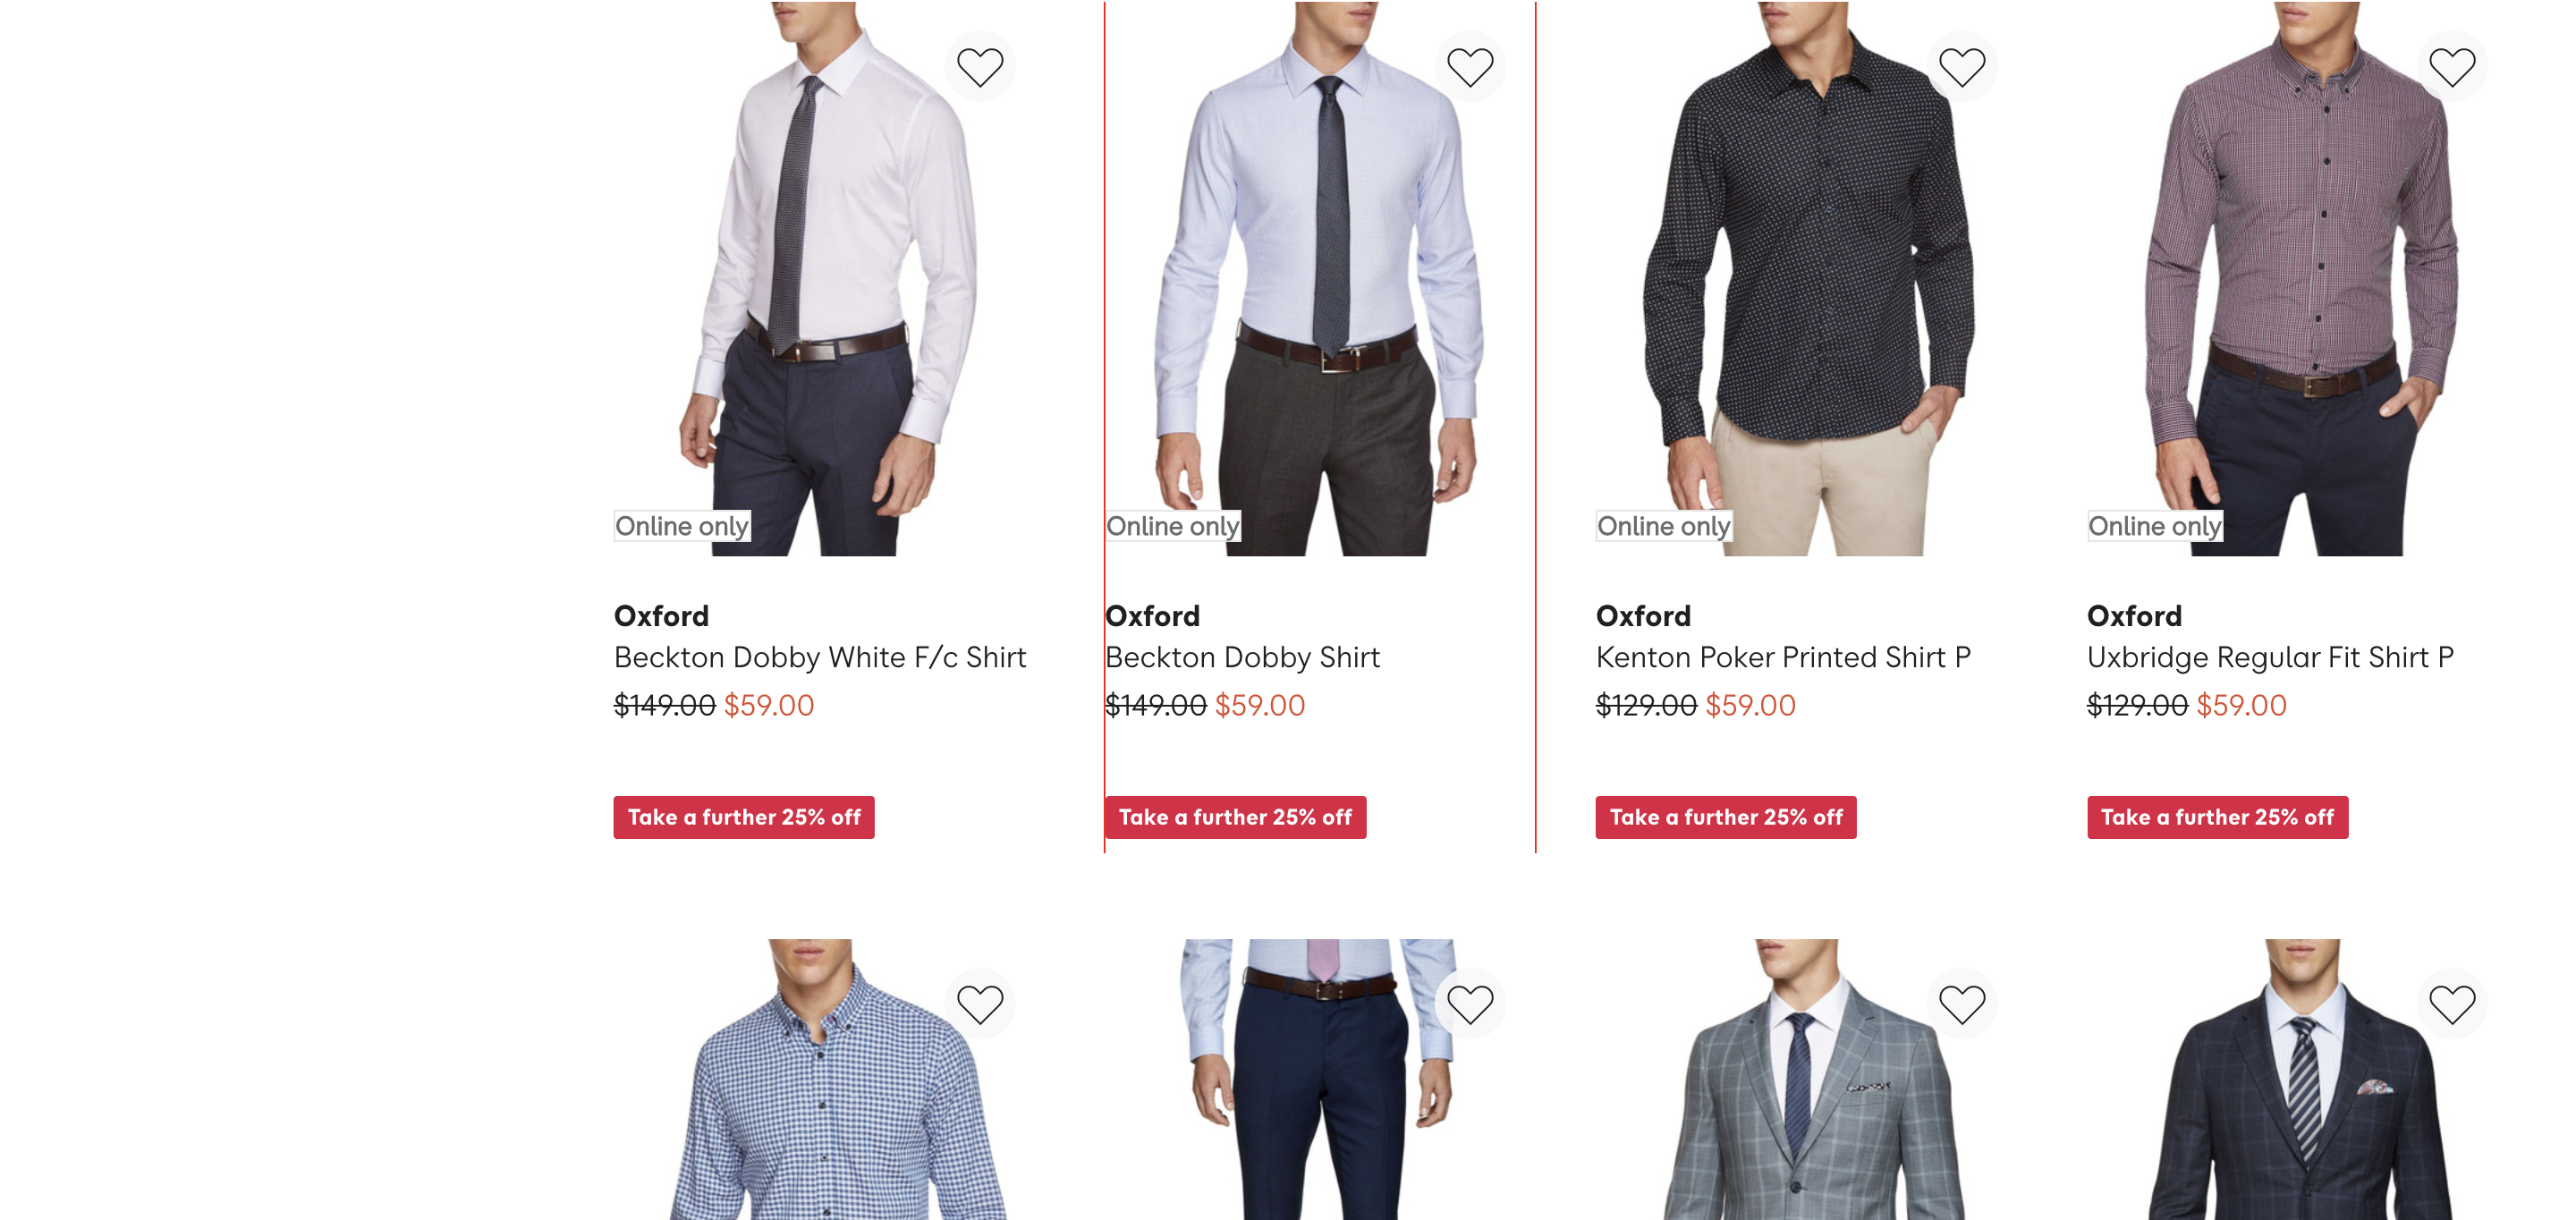 Online only
Oxford
Beckton Dobby White F/c Shirt
$149.00 $59.00
Take a further 25% off
Online only
Oxford
Beckton Dobby Shirt
$149.00 $59.00
Take a further 25% off
Online only
Oxford
Kenton Poker Printed Shirt P
$129.00 $59.00
Take a further 25% off
Online only
Oxford
Uxbridge Regular Fit Shirt P
$129.00 $59.00
Take a further 25% off